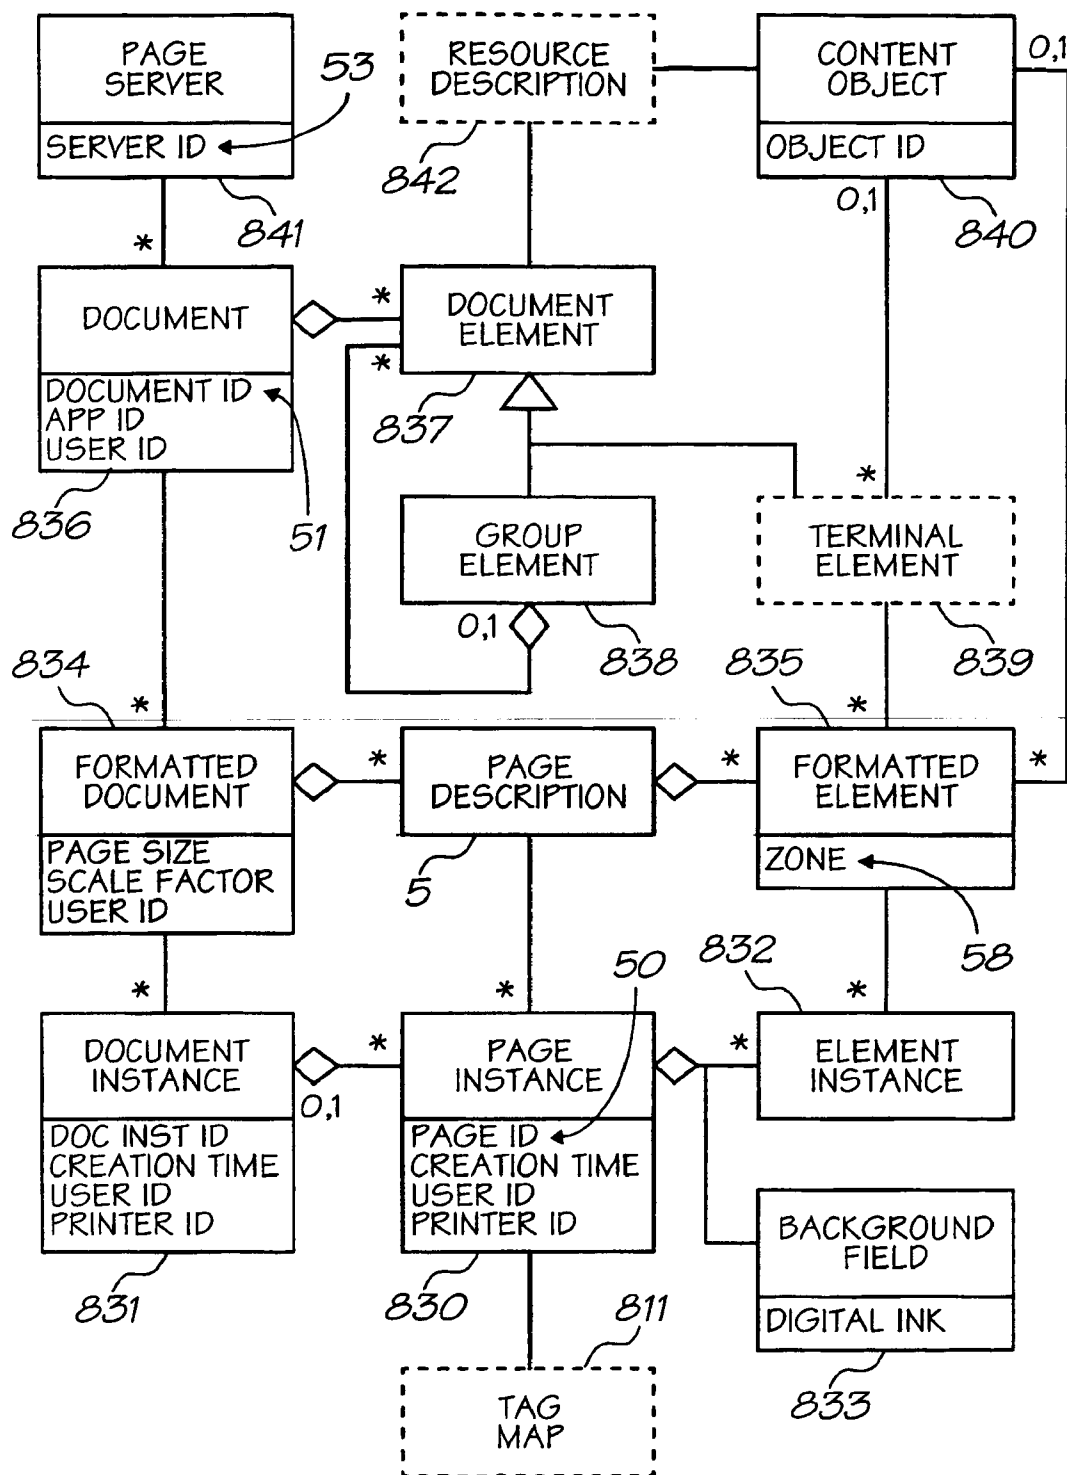 PAGE
SERVER
SERVER ID
53
841
RESOURCE
DESCRIPTION
842
CONTENT
OBJECT
OBJECT ID
0,1
0,1
840
*
DOCUMENT
DOCUMENT ID
APP ID
USER ID
836
51
*
*
DOCUMENT
ELEMENT
837
GROUP
ELEMENT
0,1
838
*
TERMINAL
ELEMENT
839
834
*
FORMATTED
DOCUMENT
PAGE SIZE
SCALE FACTOR
USER ID
*
PAGE
DESCRIPTION
5
835
*
*
*
FORMATTED
ELEMENT
ZONE
58
*
DOCUMENT
INSTANCE
0,1
DOC INST ID
CREATION TIME
USER ID
PRINTER ID
831
*
*
50
PAGE
INSTANCE
PAGE ID
CREATION TIME
USER ID
PRINTER ID
830
832
*
*
ELEMENT
INSTANCE
BACKGROUND
FIELD
DIGITAL INK
833
811
TAG
MAP